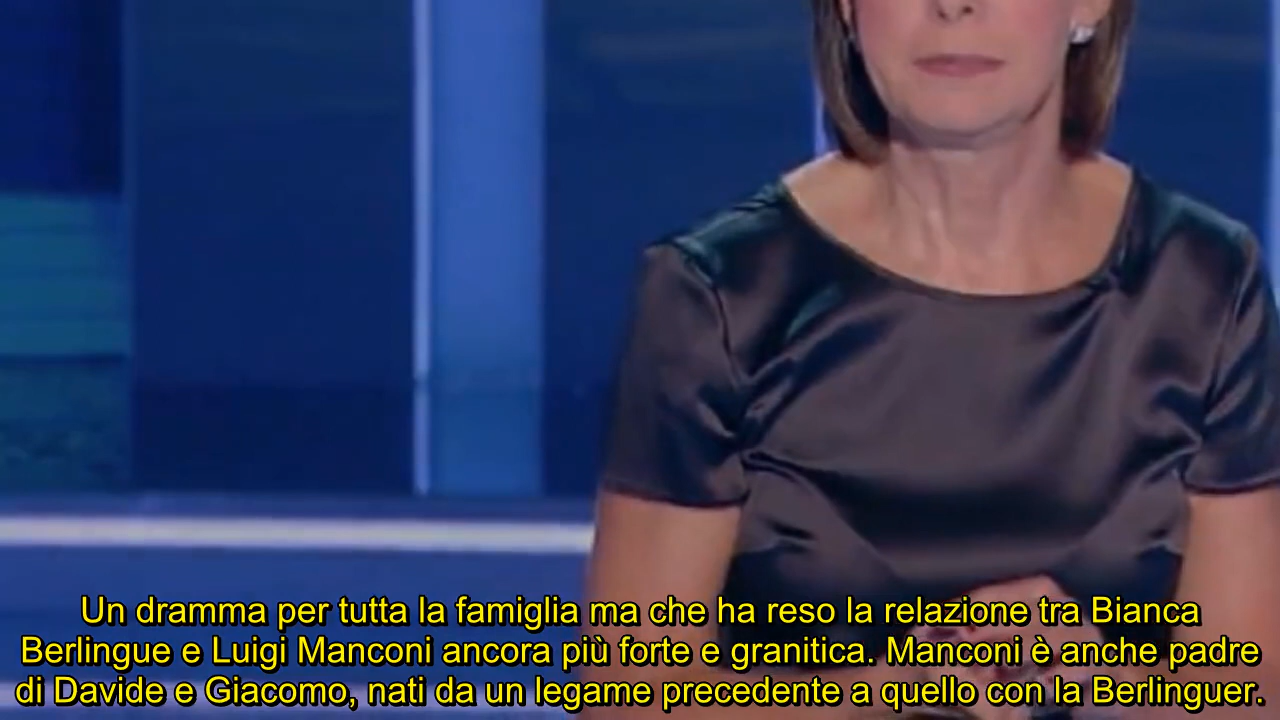 Un dramma per tutta la famiglia ma che ha reso la relazione tra Bianca
Berlingue e Luigi Manconi ancora più forte e granitica. Manconi è anche padre
di Davide e Giacomo, nati da un legame precedente a quello con la Berlinguer.